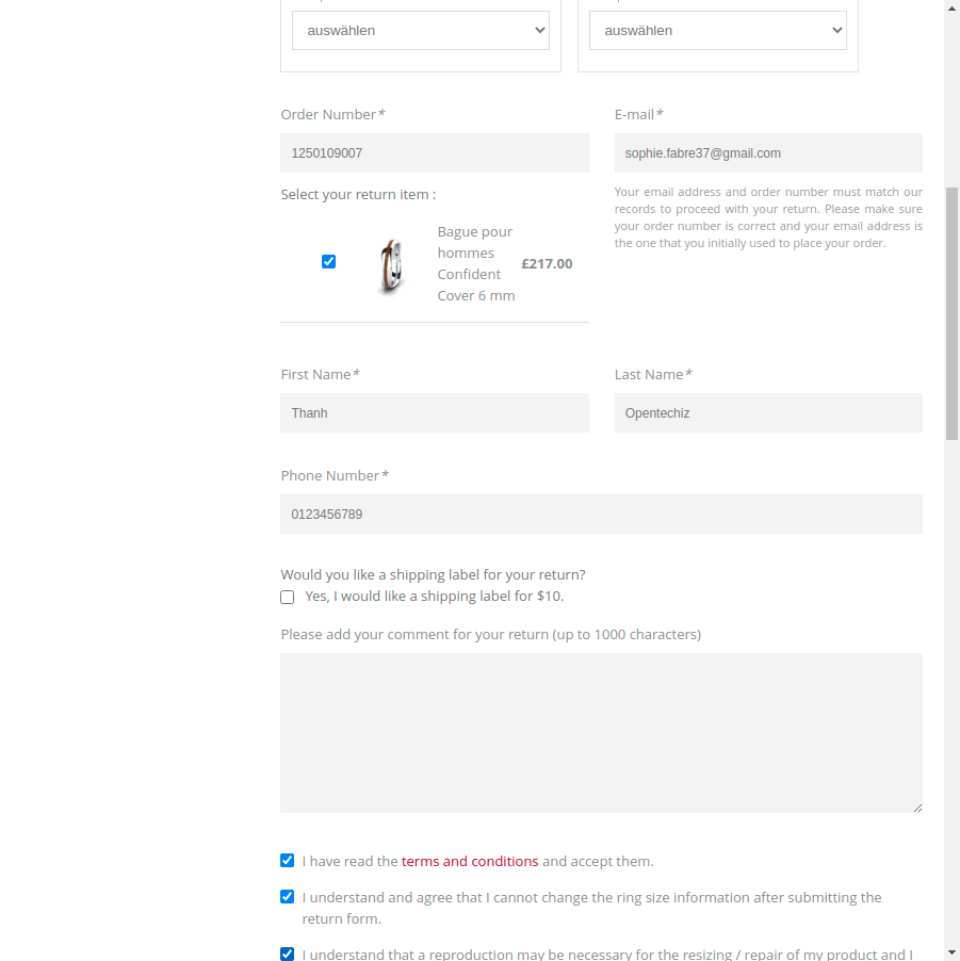 auswählen auswählen
Order Number* E-mail*
1250109007 sophie.fabre37@gmail.com
Select your return item :
Your email address and order number must match our
records to proceed with your return. Please make sure
your order number is correct and your email address is
the one that you initially used to place your order.
Bague pour
hommes
Confident
Cover 6 mm
£217.00
First Name* Last Name*
Thanh Opentechiz
Phone Number*
0123456789
Would you like a shipping label for your return?
Yes, I would like a shipping label for $10.
Please add your comment for your return (up to 1000 characters)
I have read the terms and conditions and accept them.
I understand and agree that I cannot change the ring size information after submitting the
return form.
I understand that a reproduction may be necessary for the resizing / repair of my product and I